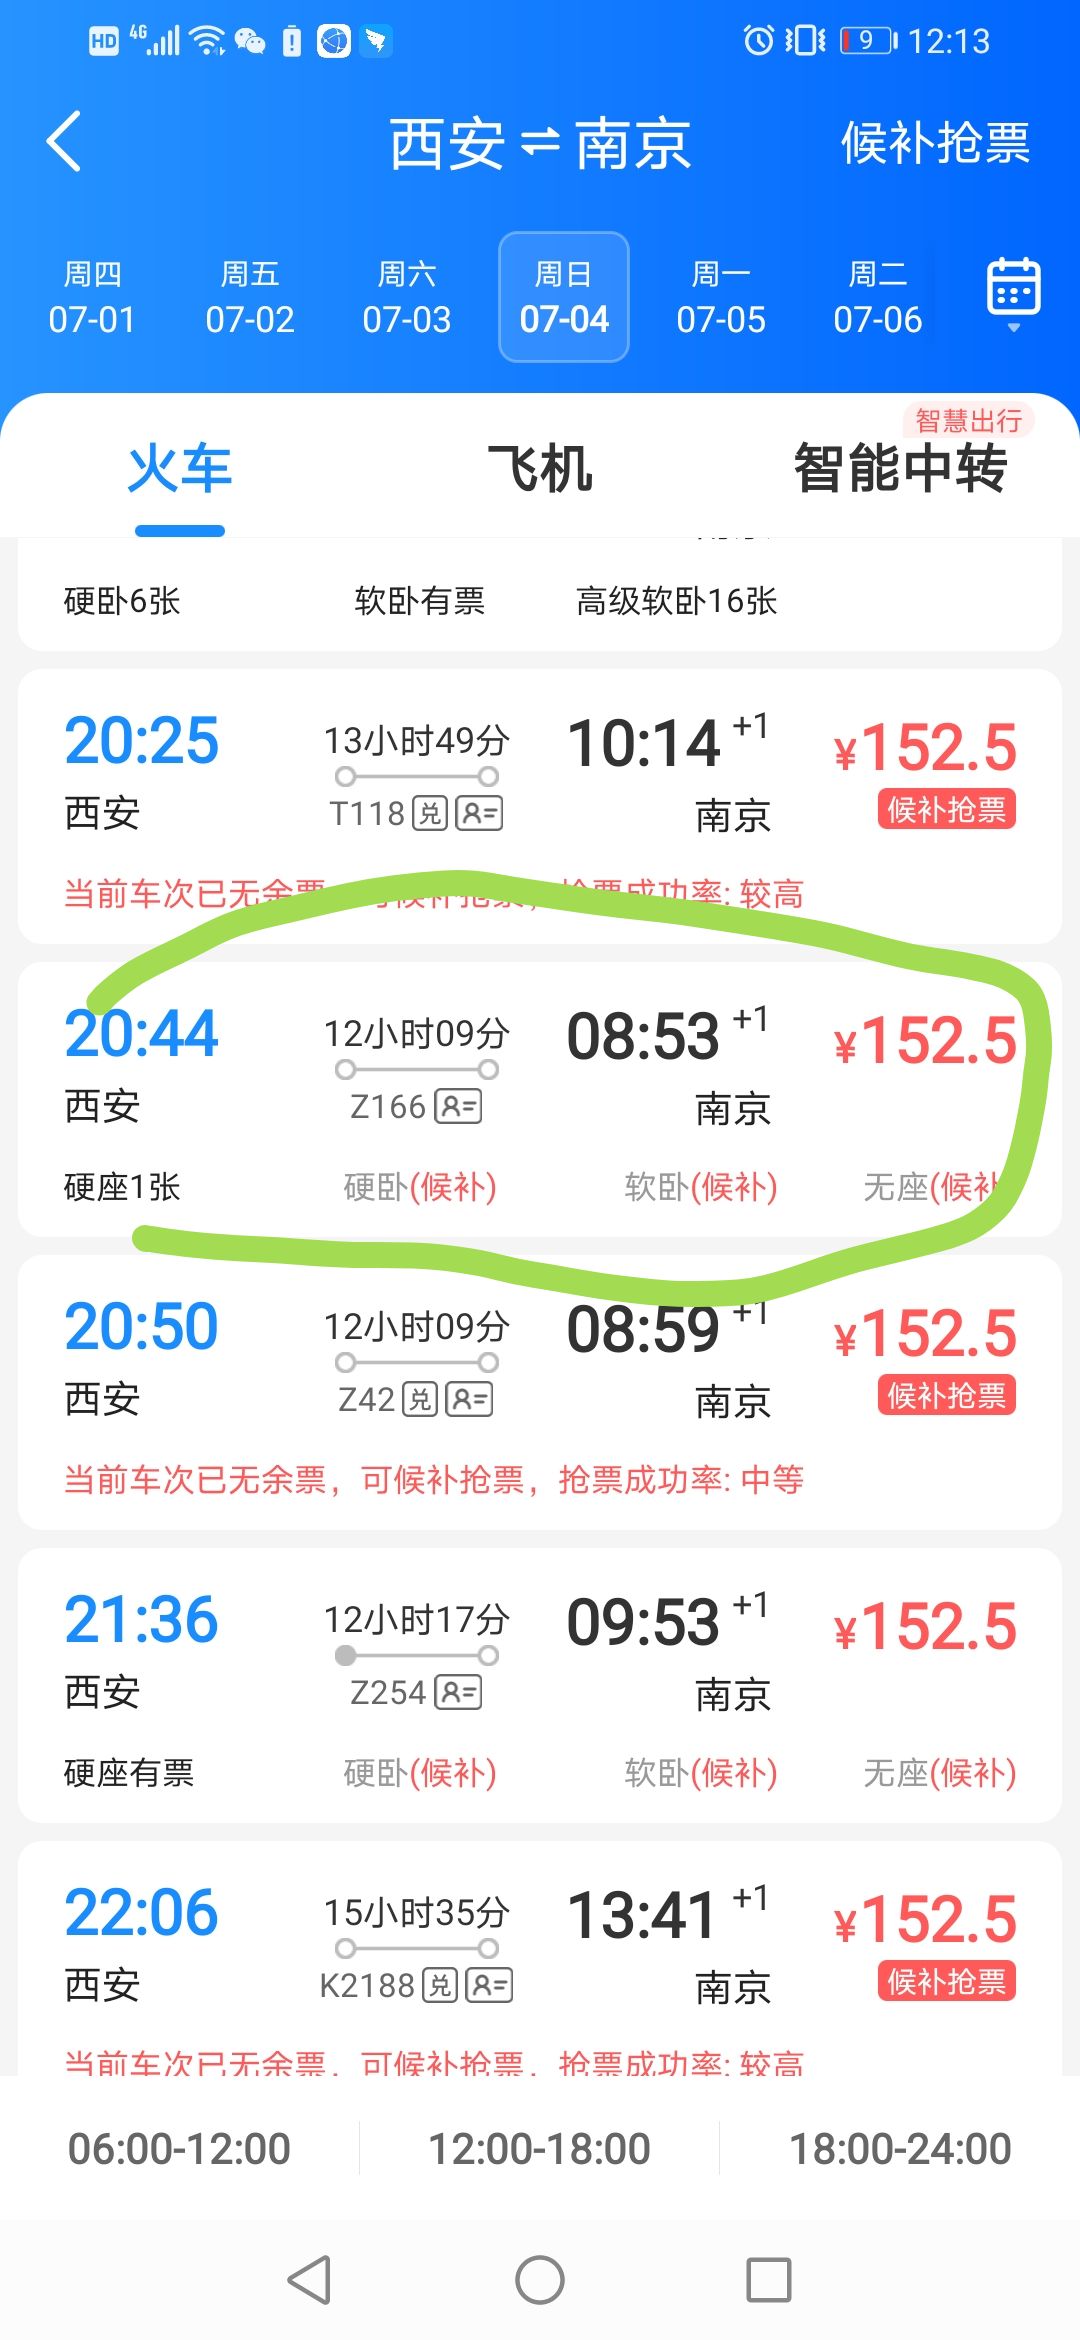 HD 4G 9 12:13
西安⇌南京 候补抢票
周四 周五 周六 周日 周一 周二
07-01 07-02 07-03 07-04 07-05 07-06
智慧出行
火车 飞机 智能中转
硬卧6张 软卧有票 高级软卧16张
20:25 13小时49分 10:14 +1 ¥152.5
西安 T118 兑 南京 候补抢票
当前车次已无余票,可候补抢票,抢票成功率: 较高
20:44 12小时09分 08:53 +1 ¥152.5
西安 Z166 南京
硬座1张 硬卧(候补) 软卧(候补) 无座(候补
20:50 12小时09分 08:59 +1 ¥152.5
西安 Z42 兑 南京 候补抢票
当前车次已无余票,可候补抢票,抢票成功率: 中等
21:36 12小时17分 09:53 +1 ¥152.5
西安 Z254 南京
硬座有票 硬卧(候补) 软卧(候补) 无座(候补)
22:06 15小时35分 13:41 +1 ¥152.5
西安 K2188 兑 南京 候补抢票
当前车次已无余票,可候补抢票,抢票成功率: 较高
06:00-12:00 12:00-18:00 18:00-24:00